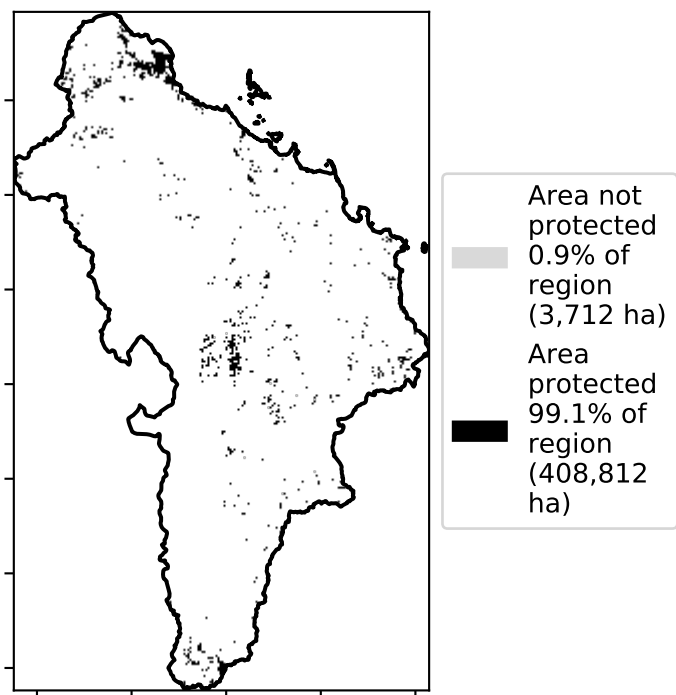 Area not
protected
0.9% of
region
(3,712 ha)
Area
protected
99.1% of
region
(408,812
ha)